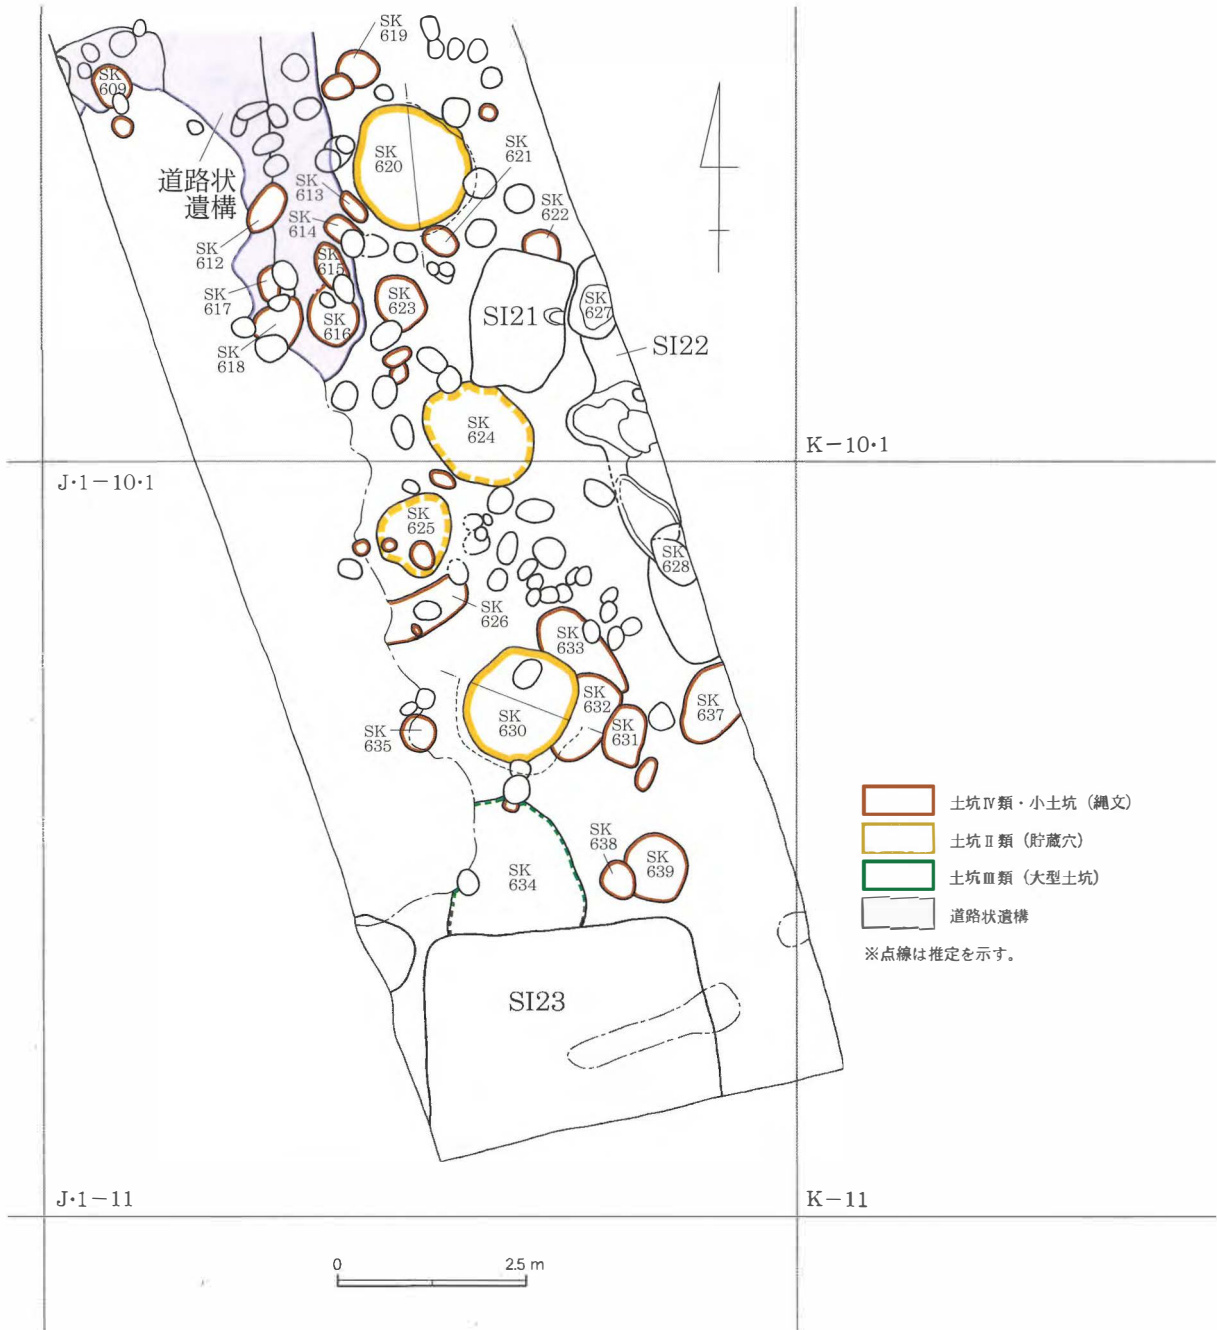 SK
619
SK
609
SK
620
SK
621
道路状
遺構
SK
613
SK
622
SK
614
SK
612
SK
615
SK
617
SK
623
SK
627
SI21
SK
616
SI22
SK
618
SK
624
K-10·1
J·1-10·1
SK
625
SK
628
SK
626
SK
633
SK
632
SK
637
SK
630
SK
631
SK
635
土坑Ⅳ類・小土坑(縄文)
土坑Ⅱ類(貯蔵穴)
SK
638
SK
639
SK
634
土坑Ⅲ類(大型土坑)
道路状遺構
※点線は推定を示す。
SI23
J·1-11
K-11
0 2.5 m